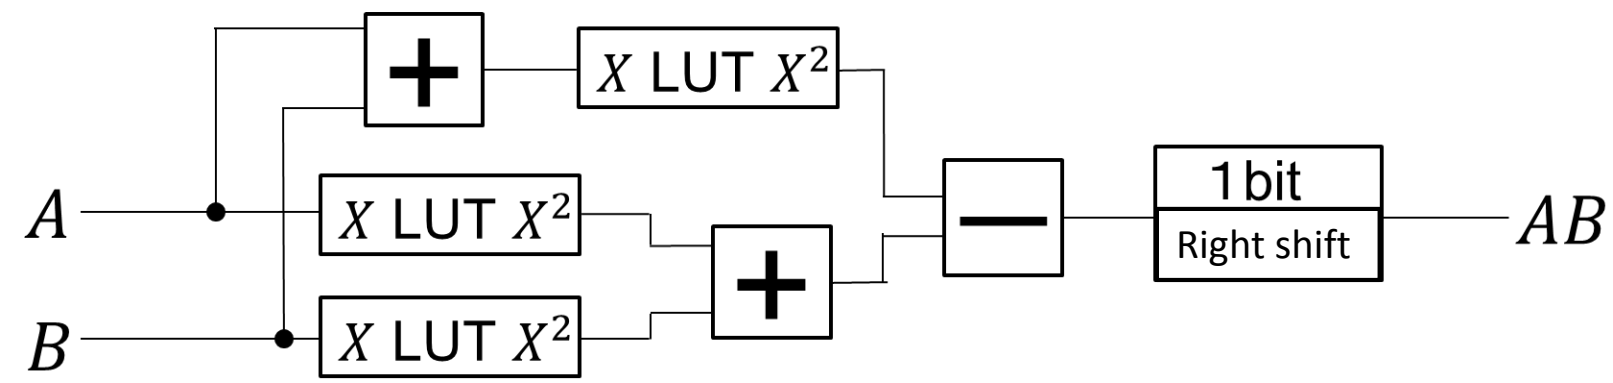 +
X LUT X²
A
X LUT X²
B
X LUT X²
+
−
1bit
Right shift
AB